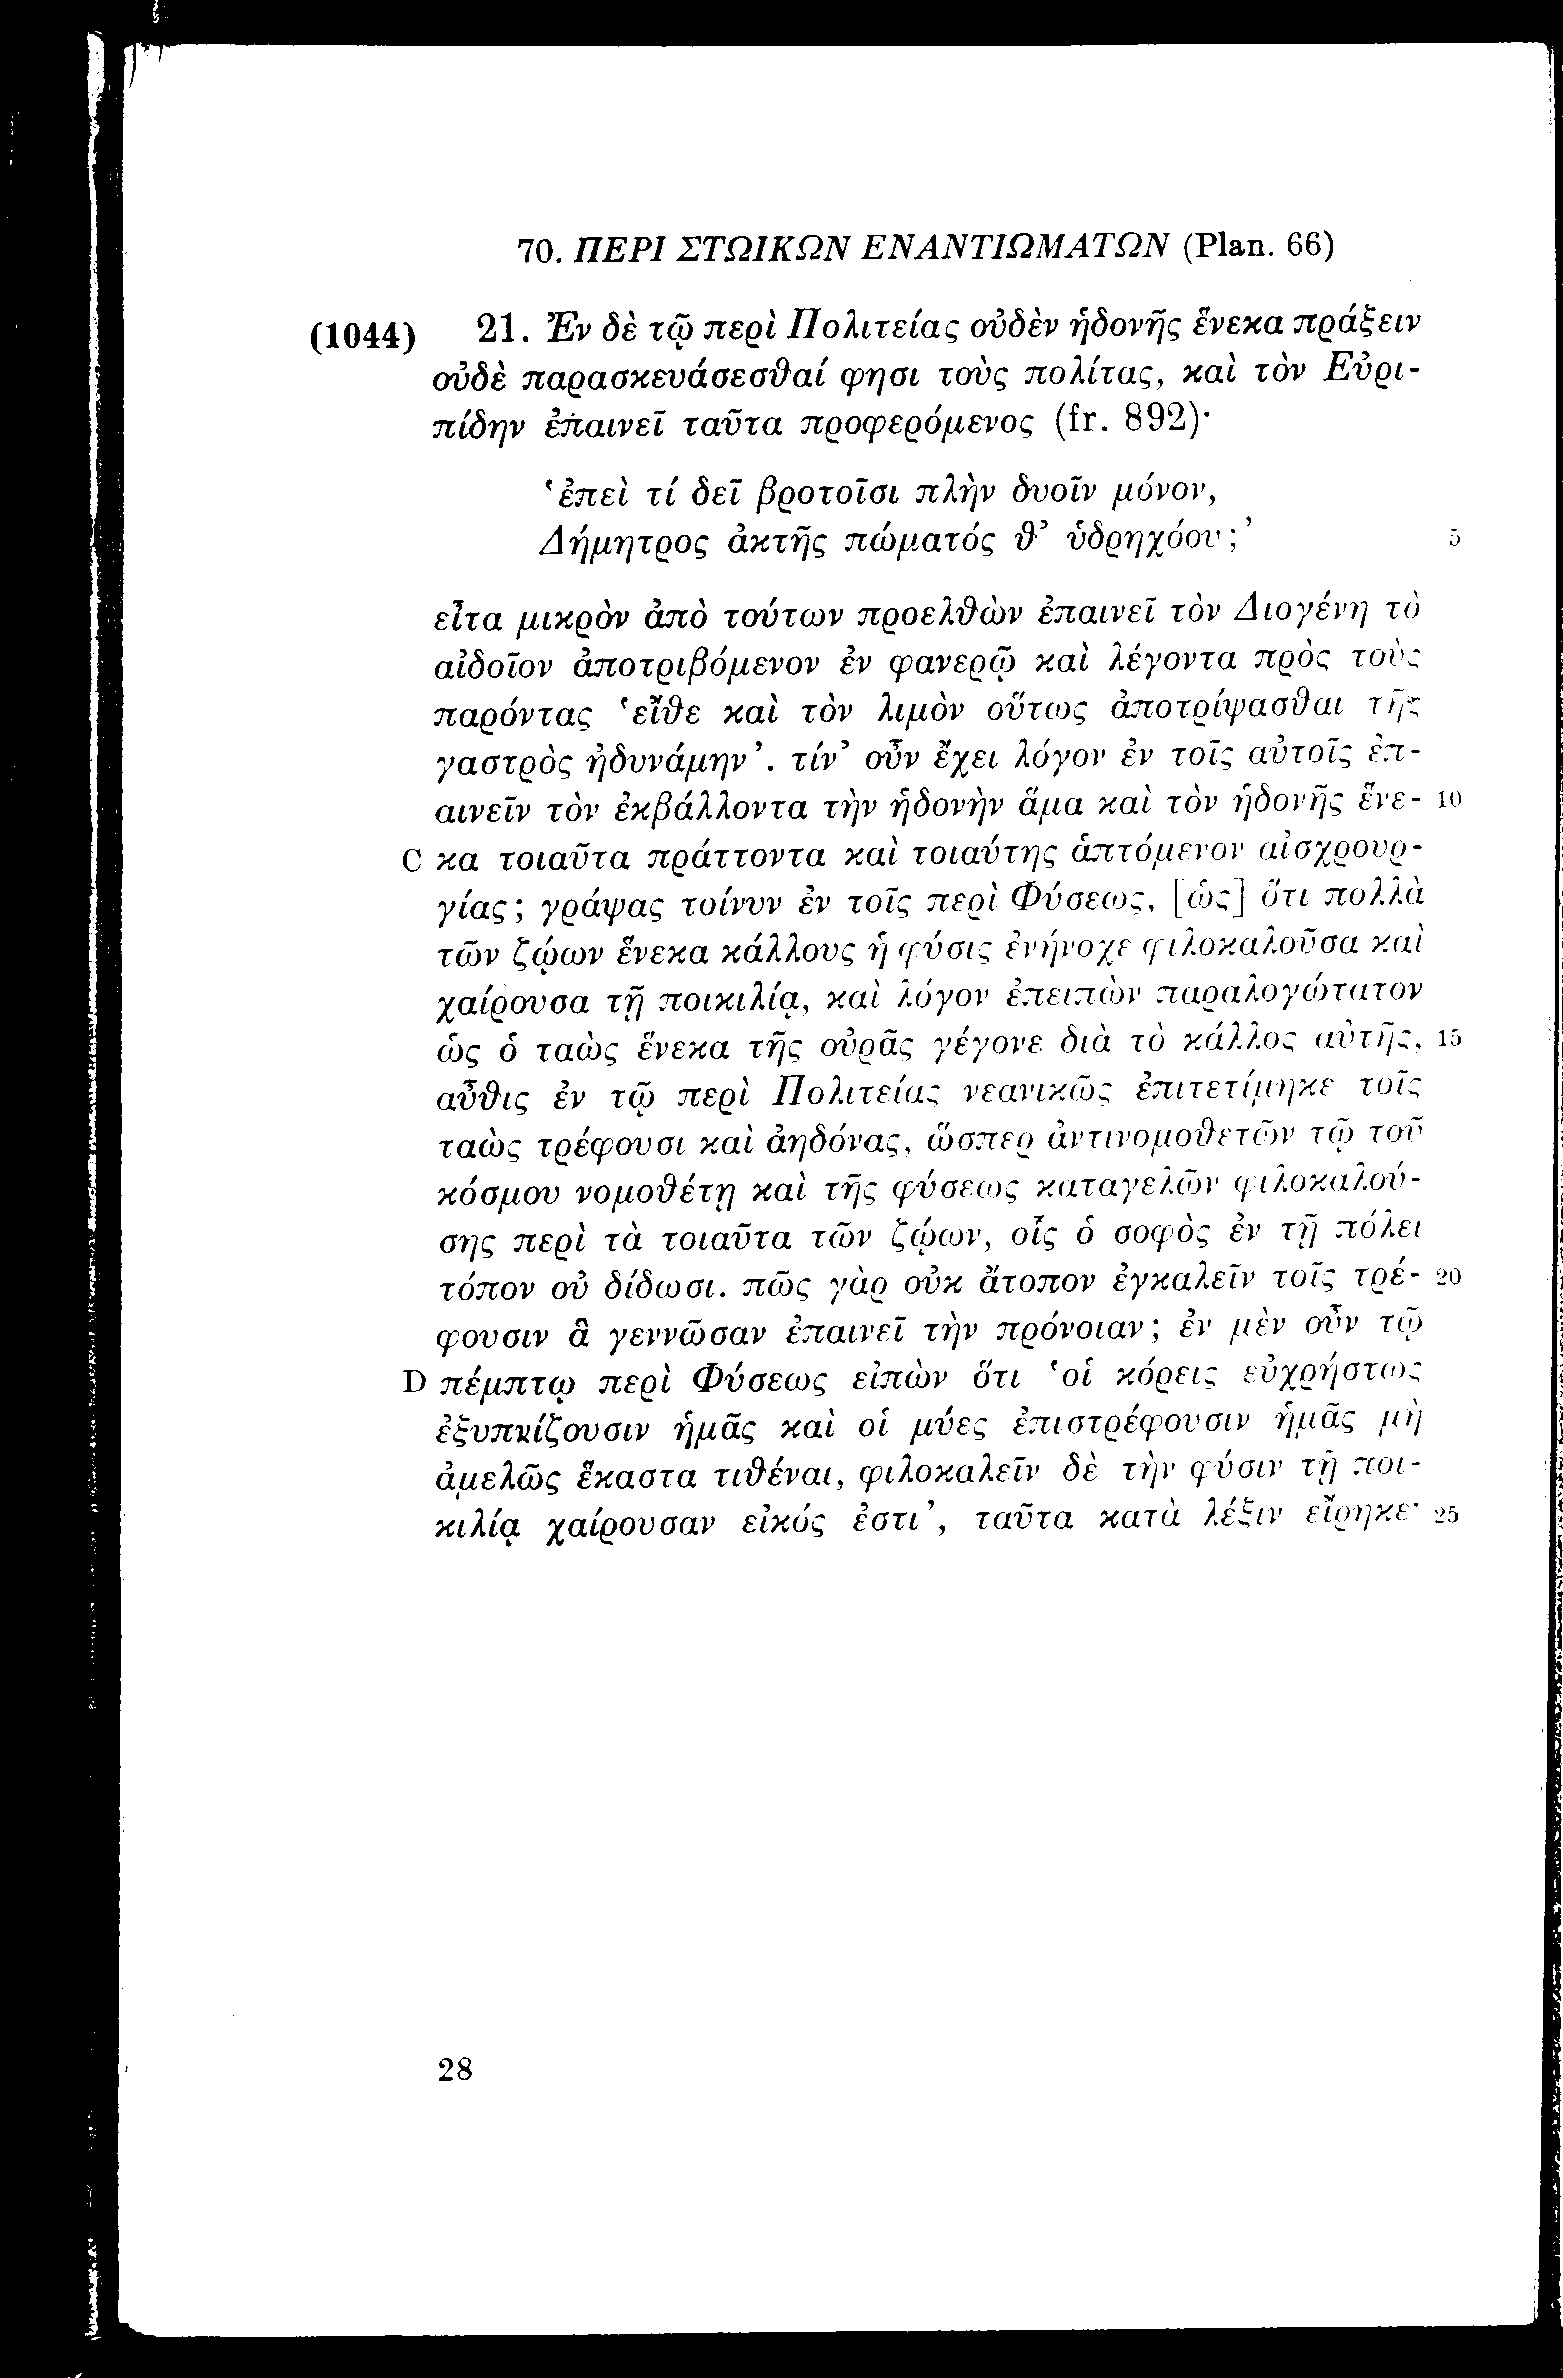 70. ΠΕΡΙ ΣΤΩΙΚΩΝ ΕΝΑΝΤΙΩΜΑΤΩΝ (Plan. 66)
(1044) 21. Ἐν δὲ τῷ περὶ Πολιτείας οὐδὲν ἡδονῆς ἕνεκα πράξειν
οὐδὲ παρασκευάσεσθαί φησι τοὺς πολίτας, καὶ τὸν Εὐρι-
πίδην ἐπαινεῖ ταῦτα προφερόμενος (fr. 892)·
‘ἐπεὶ τί δεῖ βροτοῖσι πλὴν δυοῖν μόνον,
Δήμητρος ἀκτῆς πώματός θ’ ὑδρηχόου;’ 5
εἶτα μικρὸν ἀπὸ τούτων προελθὼν ἐπαινεῖ τὸν Διογένη τὸ
αἰδοῖον ἀποτριβόμενον ἐν φανερῷ καὶ λέγοντα πρὸς τοὺς
παρόντας ‘εἴθε καὶ τὸν λιμὸν οὕτως ἀποτρίψασθαι τῆς
γαστρὸς ἠδυνάμην’. τίν’ οὖν ἔχει λόγον ἐν τοῖς αὐτοῖς ἐπ-
αινεῖν τὸν ἐκβάλλοντα τὴν ἡδονὴν ἅμα καὶ τὸν ἡδονῆς ἕνε- 10
C κα τοιαῦτα πράττοντα καὶ τοιαύτης ἁπτόμενον αἰσχρουρ-
γίας; γράψας τοίνυν ἐν τοῖς περὶ Φύσεως, [ὡς] ὅτι πολλὰ
τῶν ζῴων ἕνεκα κάλλους ἡ φύσις ἐνήνοχε φιλοκαλοῦσα καὶ
χαίρουσα τῇ ποικιλίᾳ, καὶ λόγον ἐπειπὼν παραλογώτατον
ὡς ὁ ταὼς ἕνεκα τῆς οὐρᾶς γέγονε διὰ τὸ κάλλος αὐτῆς, 15
αὖθις ἐν τῷ περὶ Πολιτείας νεανικῶς ἐπιτετίμηκε τοῖς
ταὼς τρέφουσι καὶ ἀηδόνας, ὥσπερ ἀντινομοθετῶν τῷ τοῦ
κόσμου νομοθέτῃ καὶ τῆς φύσεως καταγελῶν φιλοκαλού-
σης περὶ τὰ τοιαῦτα τῶν ζῴων, οἷς ὁ σοφὸς ἐν τῇ πόλει
τόπον οὐ δίδωσι. πῶς γὰρ οὐκ ἄτοπον ἐγκαλεῖν τοῖς τρέ- 20
φουσιν ἃ γεννῶσαν ἐπαινεῖ τὴν πρόνοιαν; ἐν μὲν οὖν τῷ
D πέμπτῳ περὶ Φύσεως εἰπὼν ὅτι ‘οἱ κόρεις εὐχρήστως
ἐξυπνίζουσιν ἡμᾶς καὶ οἱ μύες ἐπιστρέφουσιν ἡμᾶς μὴ
ἀμελῶς ἕκαστα τιθέναι, φιλοκαλεῖν δὲ τὴν φύσιν τῇ ποι-
κιλίᾳ χαίρουσαν εἰκός ἐστι’, ταῦτα κατὰ λέξιν εἴρηκε· 25
28